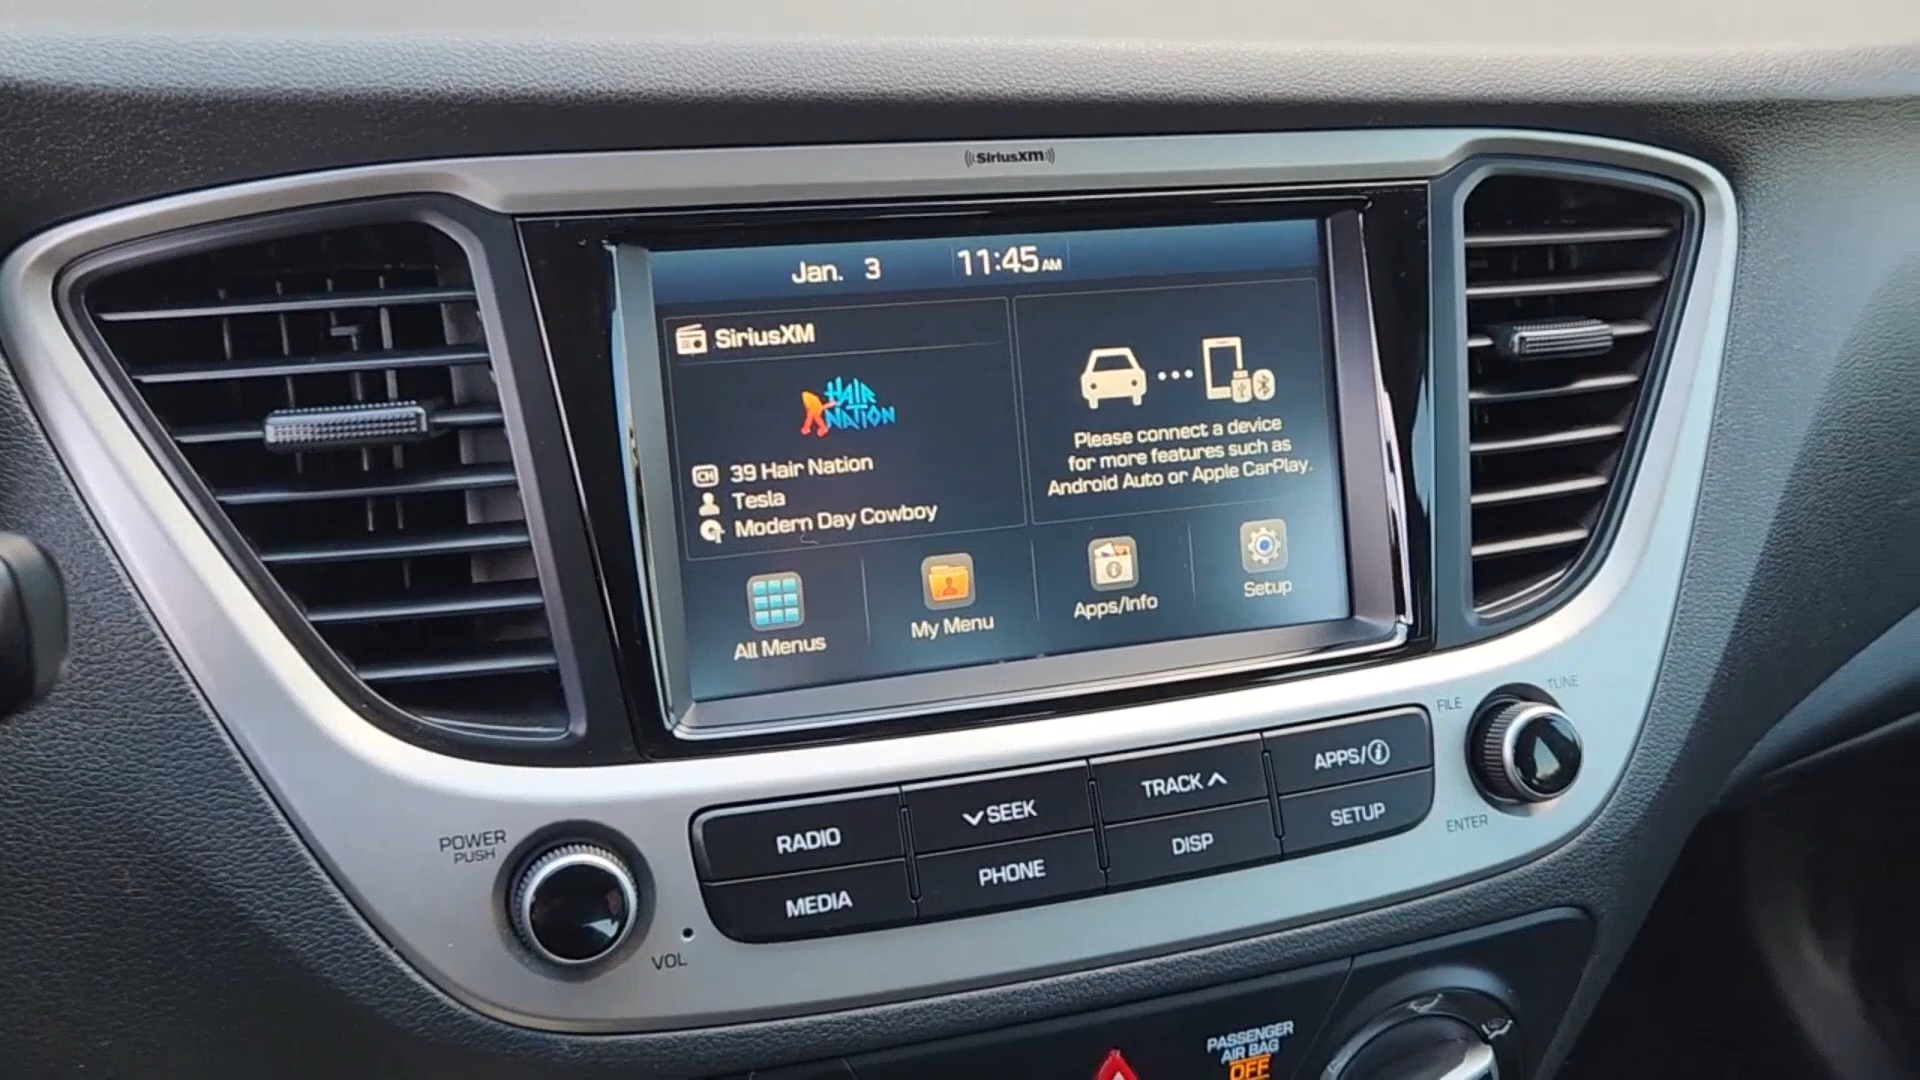 SiriusXM
Jan. 3
11:45 AM
SiriusXM
HAIR
NATION
CH 39 Hair Nation
Tesla
Modern Day Cowboy
Please connect a device
for more features such as
Android Auto or Apple CarPlay.
All Menus
My Menu
Apps/Info
Setup
RADIO
SEEK
TRACK
APPS/i
MEDIA
PHONE
DISP
SETUP
POWER
PUSH
VOL
FILE
TUNE
ENTER
PASSENGER
AIR BAG
OFF